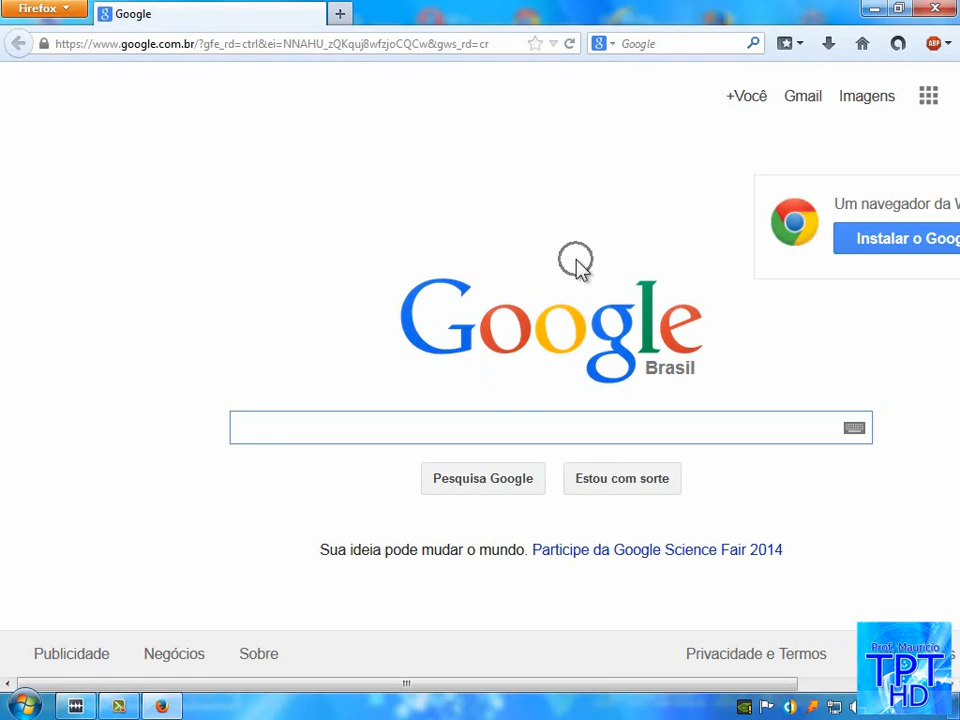 Firefox
Google
https://www.google.com.br/?gfe_rd=ctrl&ei=NNAHU_zQKquj8wfzjoCQCw&gws_rd=cr
Google
ABP
+Você Gmail Imagens
Um navegador da W
Instalar o Goog
Google
Brasil
Pesquisa Google Estou com sorte
Sua ideia pode mudar o mundo. Participe da Google Science Fair 2014
Publicidade Negócios Sobre Privacidade e Termos
Prof. Maurício
TPT
HD